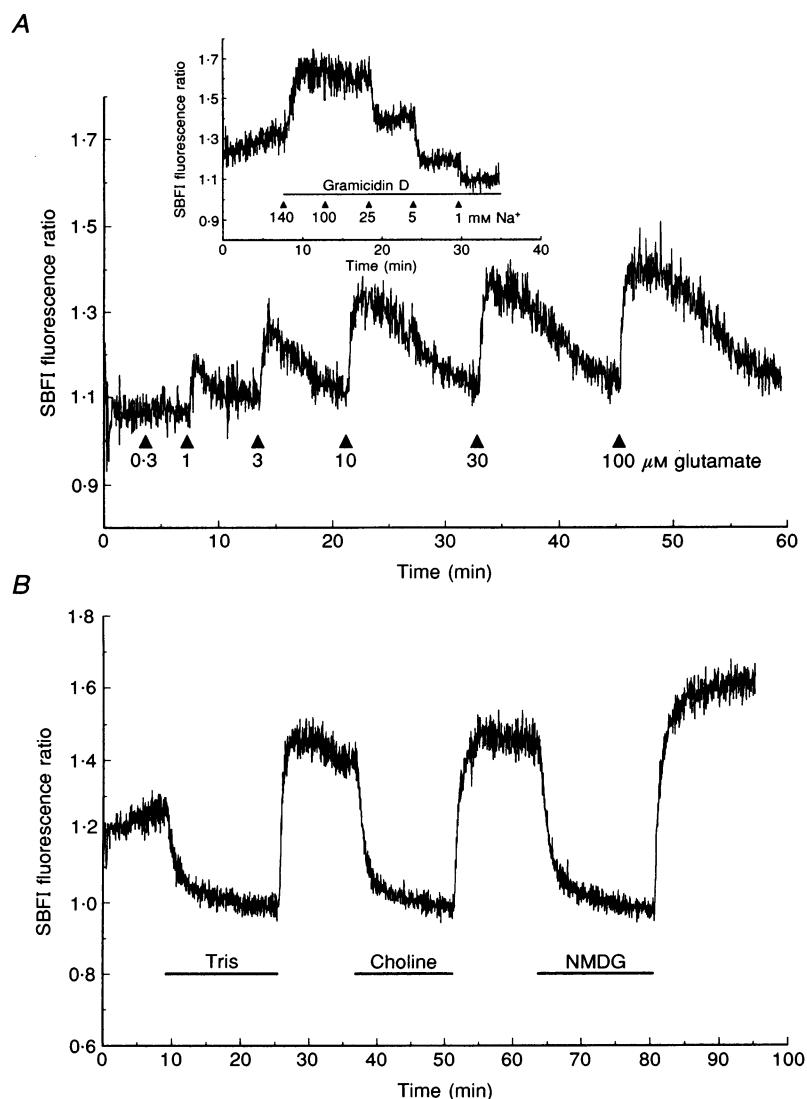 A
SBFI fluorescence ratio
1·7
1·5
1·3
1·1
0·9
0 10 20 30 40 50 60
Time (min)
0·3 1 3 10 30 100 µM glutamate
SBFI fluorescence ratio
1·7
1·5
1·3
1·1
0·9
Gramicidin D
140 100 25 5 1 mM Na⁺
0 10 20 30 40
Time (min)
B
SBFI fluorescence ratio
1·8
1·6
1·4
1·2
1·0
0·8
0·6
Tris Choline NMDG
0 10 20 30 40 50 60 70 80 90 100
Time (min)